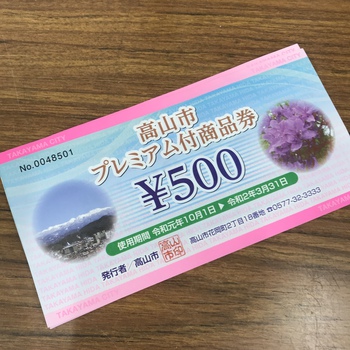 TAKAYAMA CITY
No.0048501
高山市
プレミアム付商品券
¥500
使用期間 令和元年10月1日 ▶ 令和2年3月31日
発行者／高山市
高山市花岡町2丁目18番地 ☎0577-32-3333
TAKAYAMA CITY